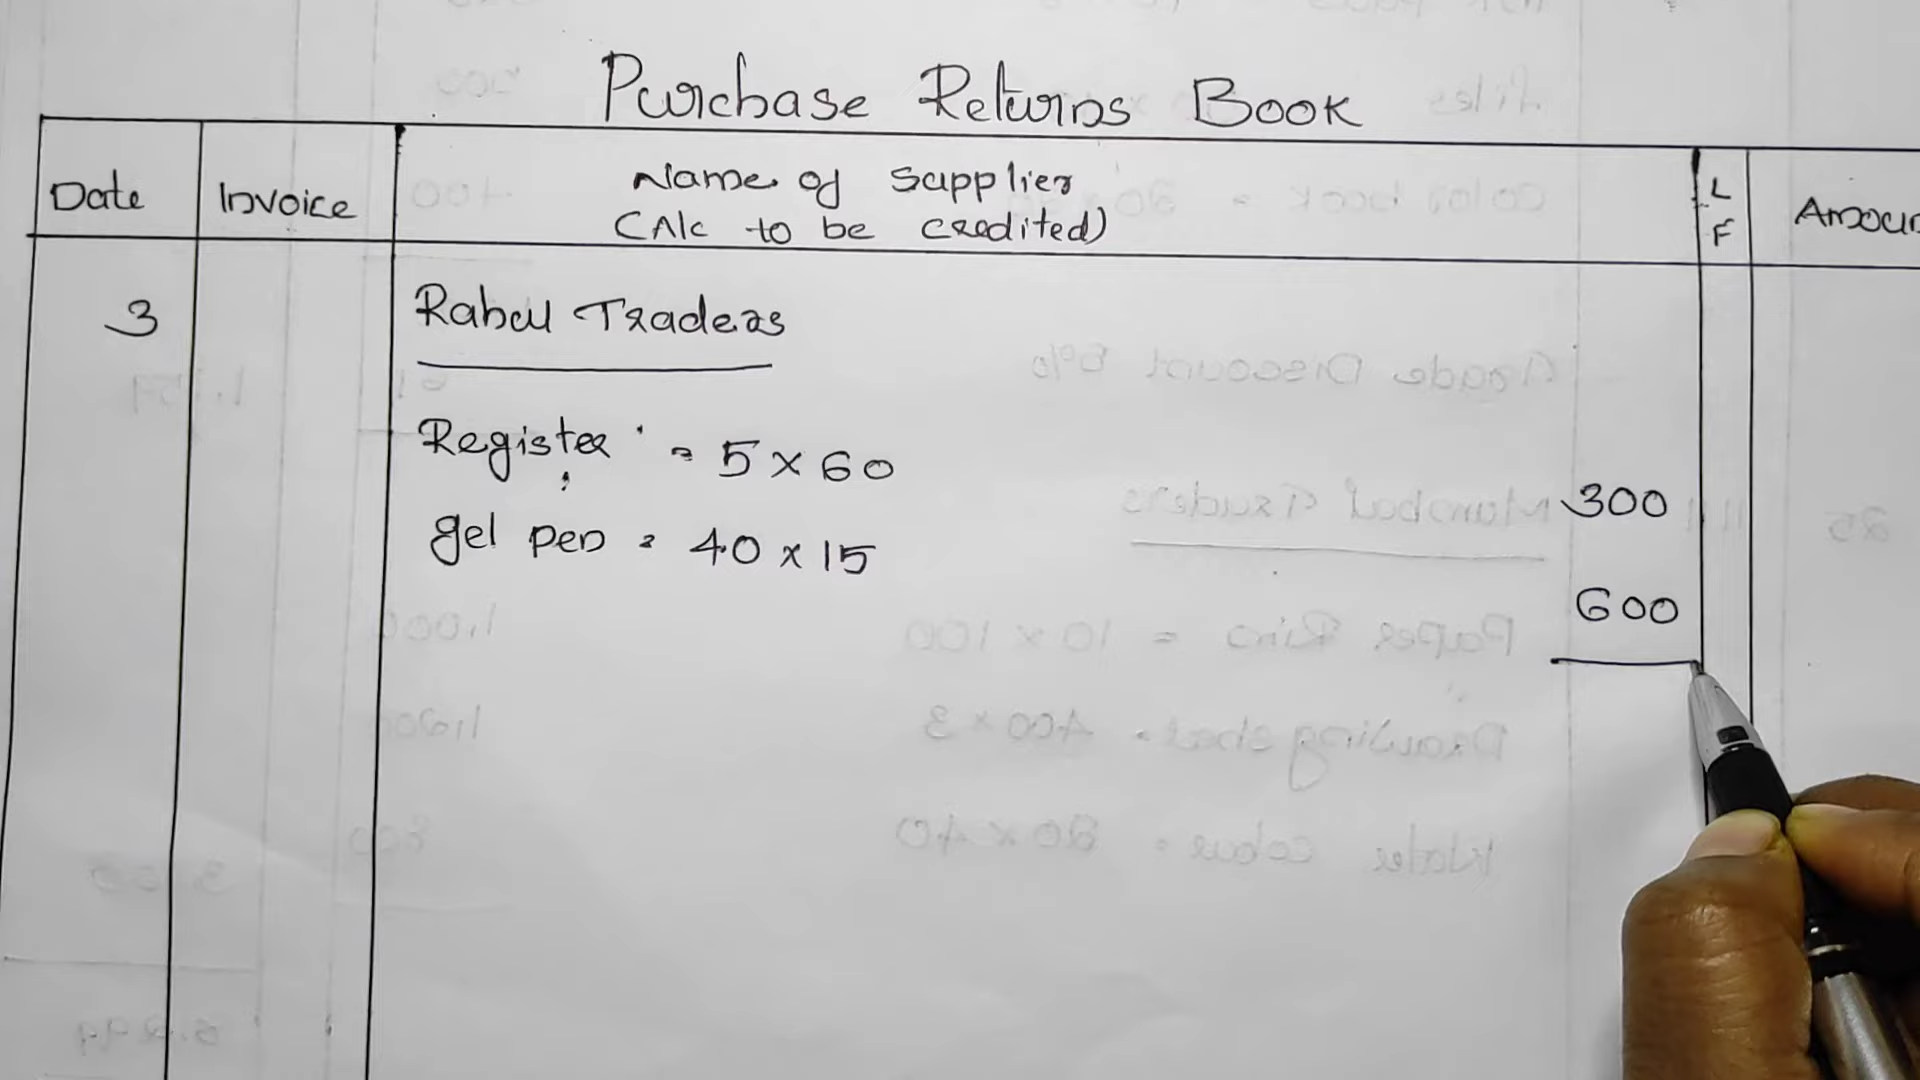 Purchase Returns Book
Date
Invoice
Name of Supplier
(A/c to be credited)
L
F
3
Rahul Traders
Register = 5 x 60
300
gel pen = 40 x 15
600